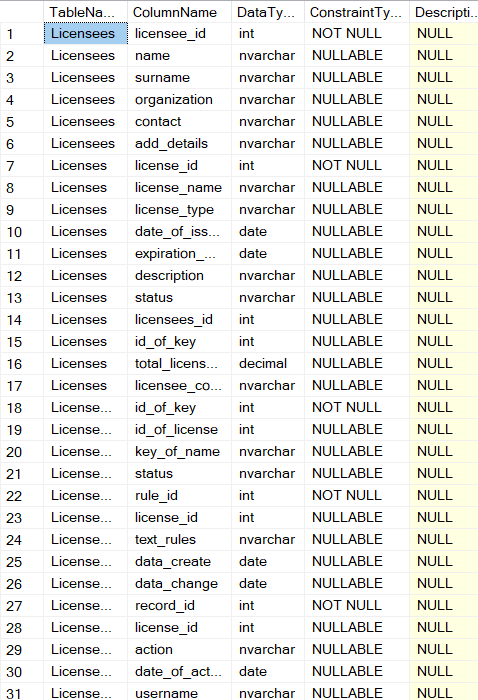 TableNa... ColumnName DataTy... ConstraintTy... Descripti...
1 Licensees licensee_id int NOT NULL NULL
2 Licensees name nvarchar NULLABLE NULL
3 Licensees surname nvarchar NULLABLE NULL
4 Licensees organization nvarchar NULLABLE NULL
5 Licensees contact nvarchar NULLABLE NULL
6 Licensees add_details nvarchar NULLABLE NULL
7 Licenses license_id int NOT NULL NULL
8 Licenses license_name nvarchar NULLABLE NULL
9 Licenses license_type nvarchar NULLABLE NULL
10 Licenses date_of_iss... date NULLABLE NULL
11 Licenses expiration_... date NULLABLE NULL
12 Licenses description nvarchar NULLABLE NULL
13 Licenses status nvarchar NULLABLE NULL
14 Licenses licensees_id int NULLABLE NULL
15 Licenses id_of_key int NULLABLE NULL
16 Licenses total_licens... decimal NULLABLE NULL
17 Licenses licensee_co... nvarchar NULLABLE NULL
18 License... id_of_key int NOT NULL NULL
19 License... id_of_license int NULLABLE NULL
20 License... key_of_name nvarchar NULLABLE NULL
21 License... status nvarchar NULLABLE NULL
22 License... rule_id int NOT NULL NULL
23 License... license_id int NULLABLE NULL
24 License... text_rules nvarchar NULLABLE NULL
25 License... data_create date NULLABLE NULL
26 License... data_change date NULLABLE NULL
27 License... record_id int NOT NULL NULL
28 License... license_id int NULLABLE NULL
29 License... action nvarchar NULLABLE NULL
30 License... date_of_act... date NULLABLE NULL
31 License... username nvarchar NULLABLE NULL